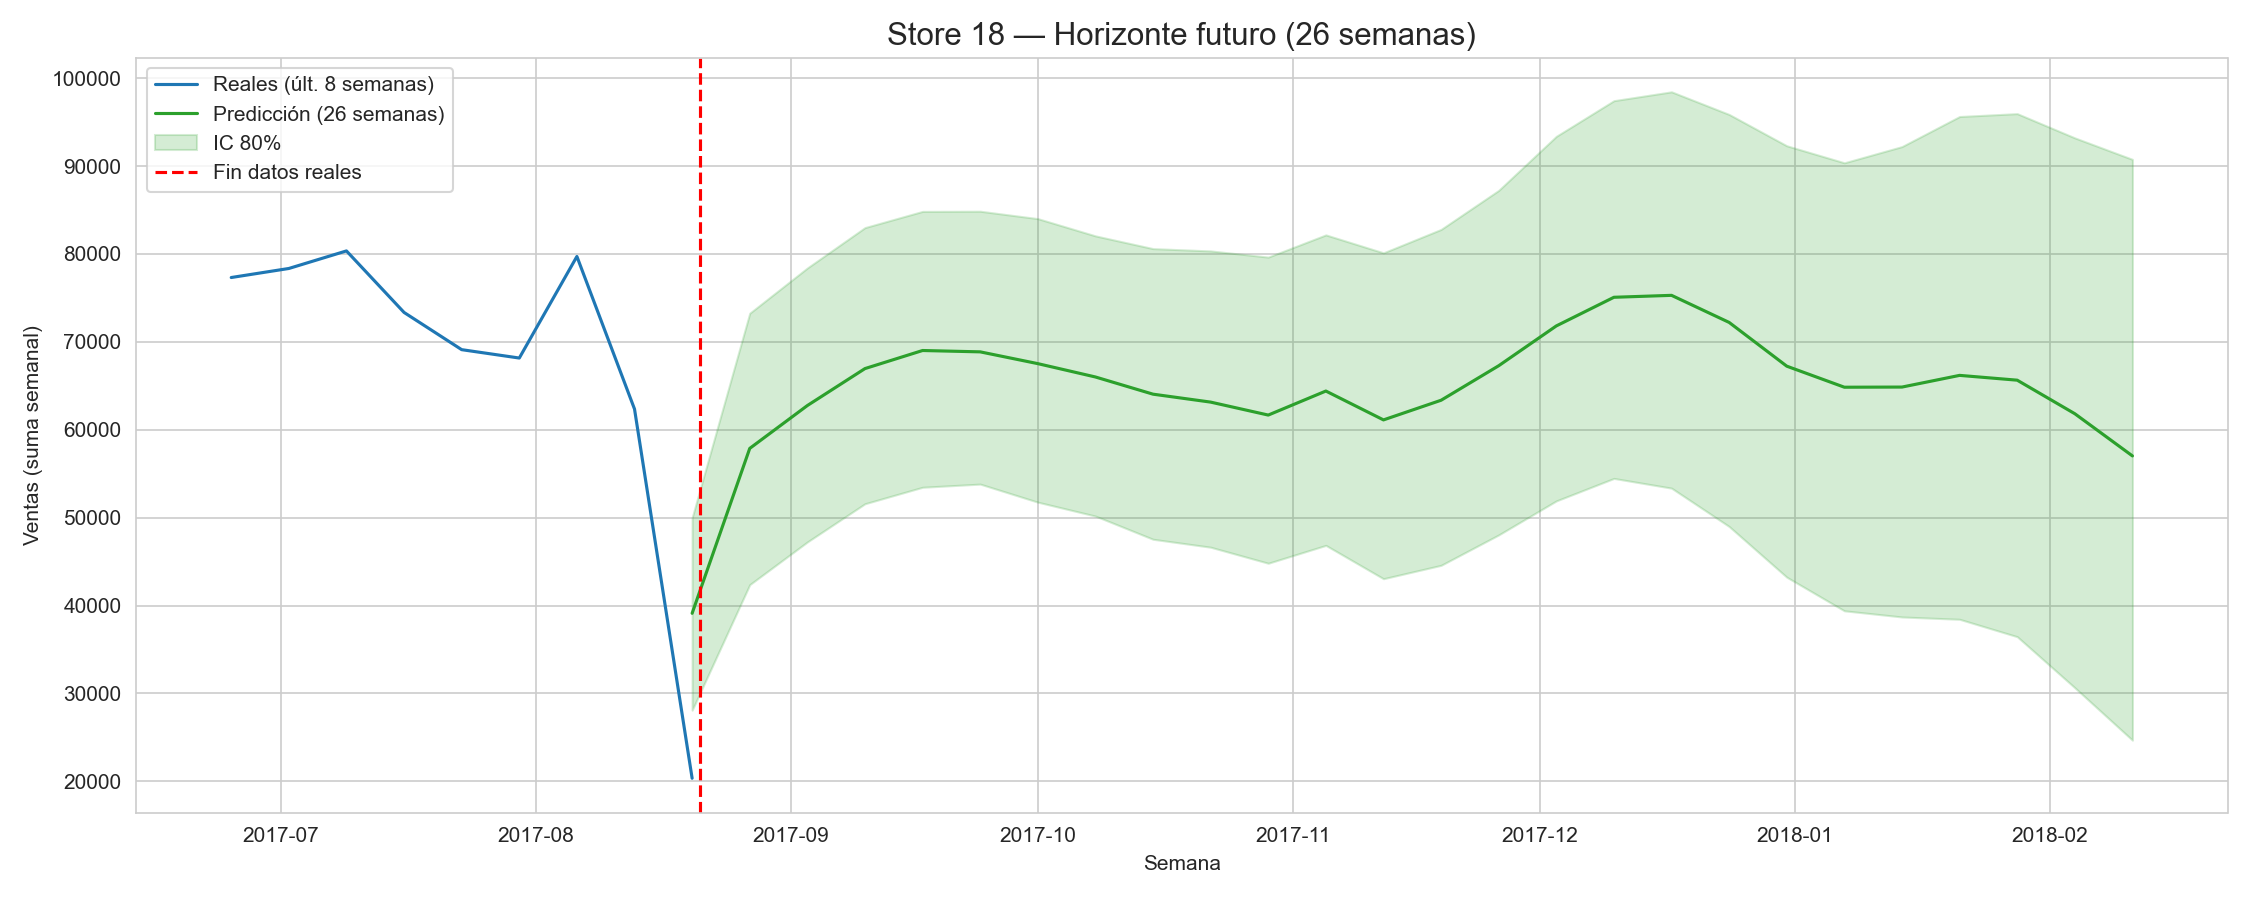 Store 18 — Horizonte futuro (26 semanas)
Reales (últ. 8 semanas)
Predicción (26 semanas)
IC 80%
Fin datos reales
Ventas (suma semanal)
100000
90000
80000
70000
60000
50000
40000
30000
20000
2017-07 2017-08 2017-09 2017-10 2017-11 2017-12 2018-01 2018-02
Semana